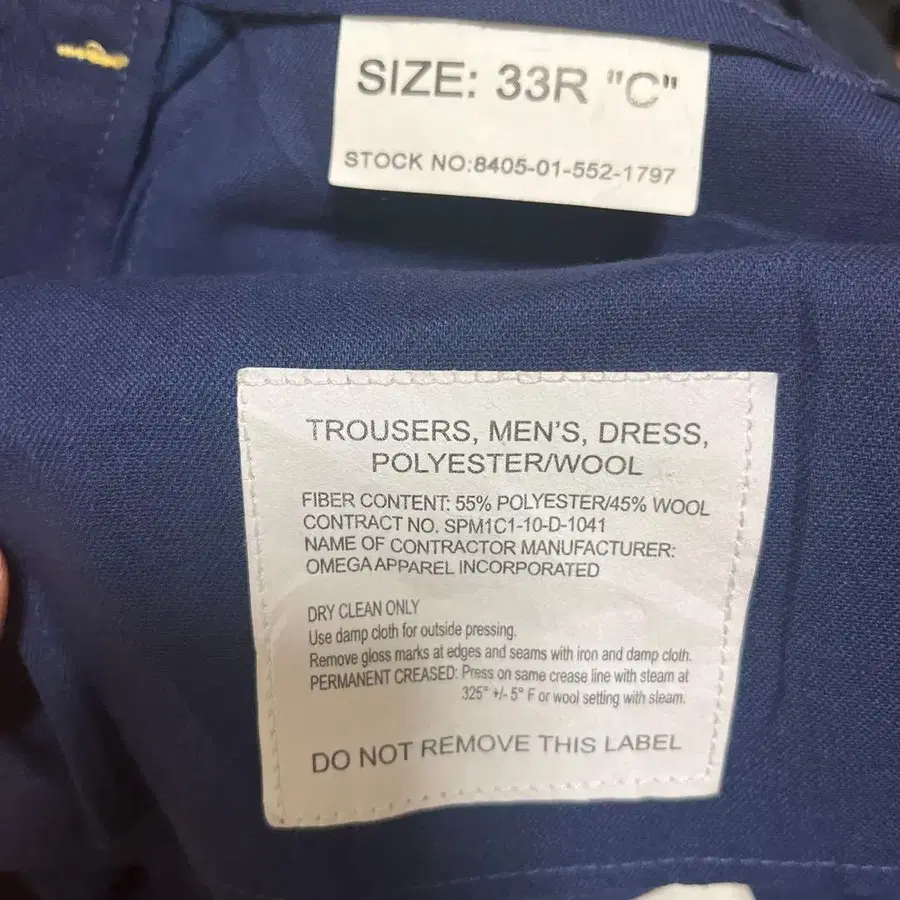 SIZE: 33R "C"
STOCK NO:8405-01-552-1797
TROUSERS, MEN'S, DRESS,
POLYESTER/WOOL
FIBER CONTENT: 55% POLYESTER/45% WOOL
CONTRACT NO. SPM1C1-10-D-1041
NAME OF CONTRACTOR MANUFACTURER:
OMEGA APPAREL INCORPORATED
DRY CLEAN ONLY
Use damp cloth for outside pressing.
Remove gloss marks at edges and seams with iron and damp cloth.
PERMANENT CREASED: Press on same crease line with steam at
325° +/- 5° F or wool setting with steam.
DO NOT REMOVE THIS LABEL